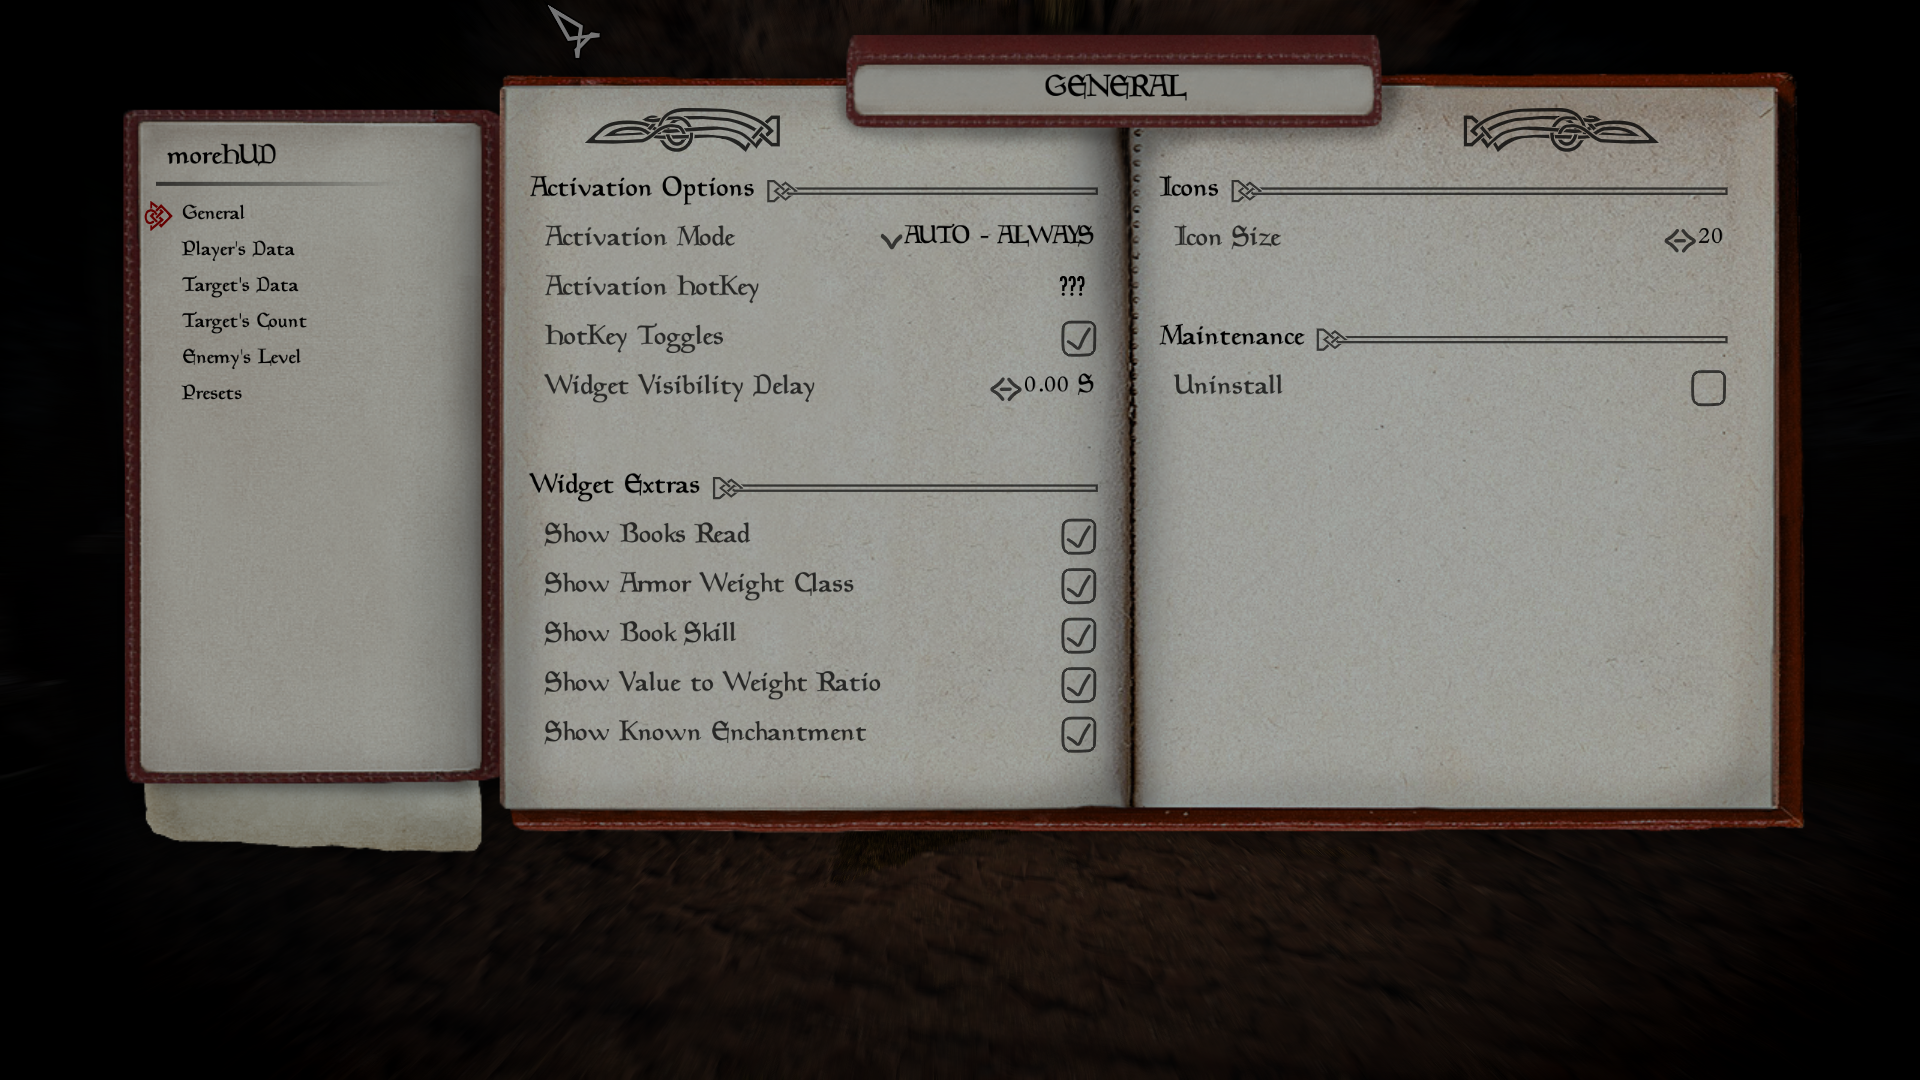 GENERAL
moreHUD
General
Player's Data
Target's Data
Target's Count
Enemy's Level
Presets
Activation Options
Activation Mode AUTO - ALWAYS
Activation HotKey ???
HotKey Toggles
Widget Visibility Delay 0.00 S
Widget Extras
Show Books Read
Show Armor Weight Class
Show Book Skill
Show Value to Weight Ratio
Show Known Enchantment
Icons
Icon Size 20
Maintenance
Uninstall